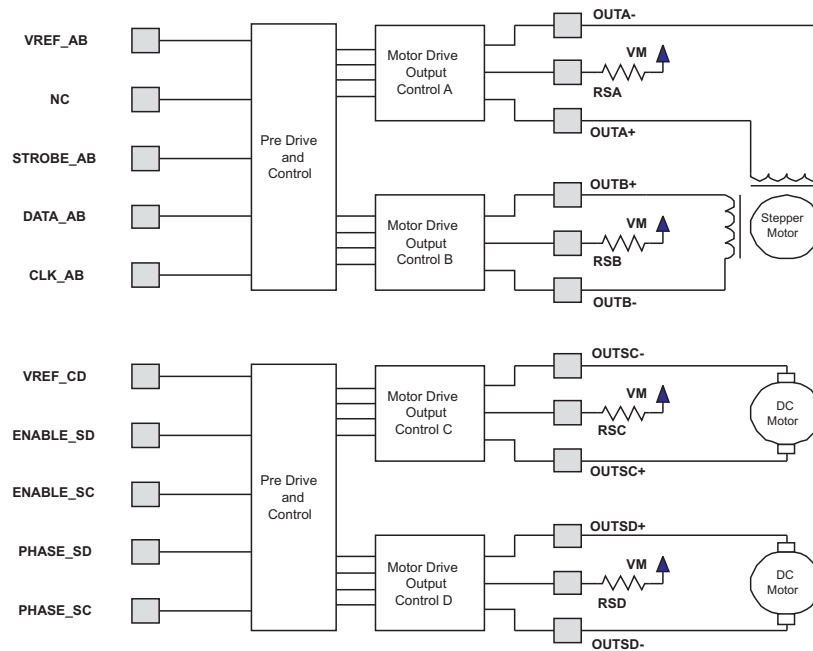 VREF_AB
NC
STROBE_AB
DATA_AB
CLK_AB
Pre Drive
and
Control
Motor Drive
Output
Control A
OUTA-
VM
RSA
OUTA+
Motor Drive
Output
Control B
OUTB+
VM
RSB
OUTB-
Stepper
Motor
VREF_CD
ENABLE_SD
ENABLE_SC
PHASE_SD
PHASE_SC
Pre Drive
and
Control
Motor Drive
Output
Control C
OUTSC-
VM
RSC
OUTSC+
DC
Motor
Motor Drive
Output
Control D
OUTSD+
VM
RSD
OUTSD-
DC
Motor